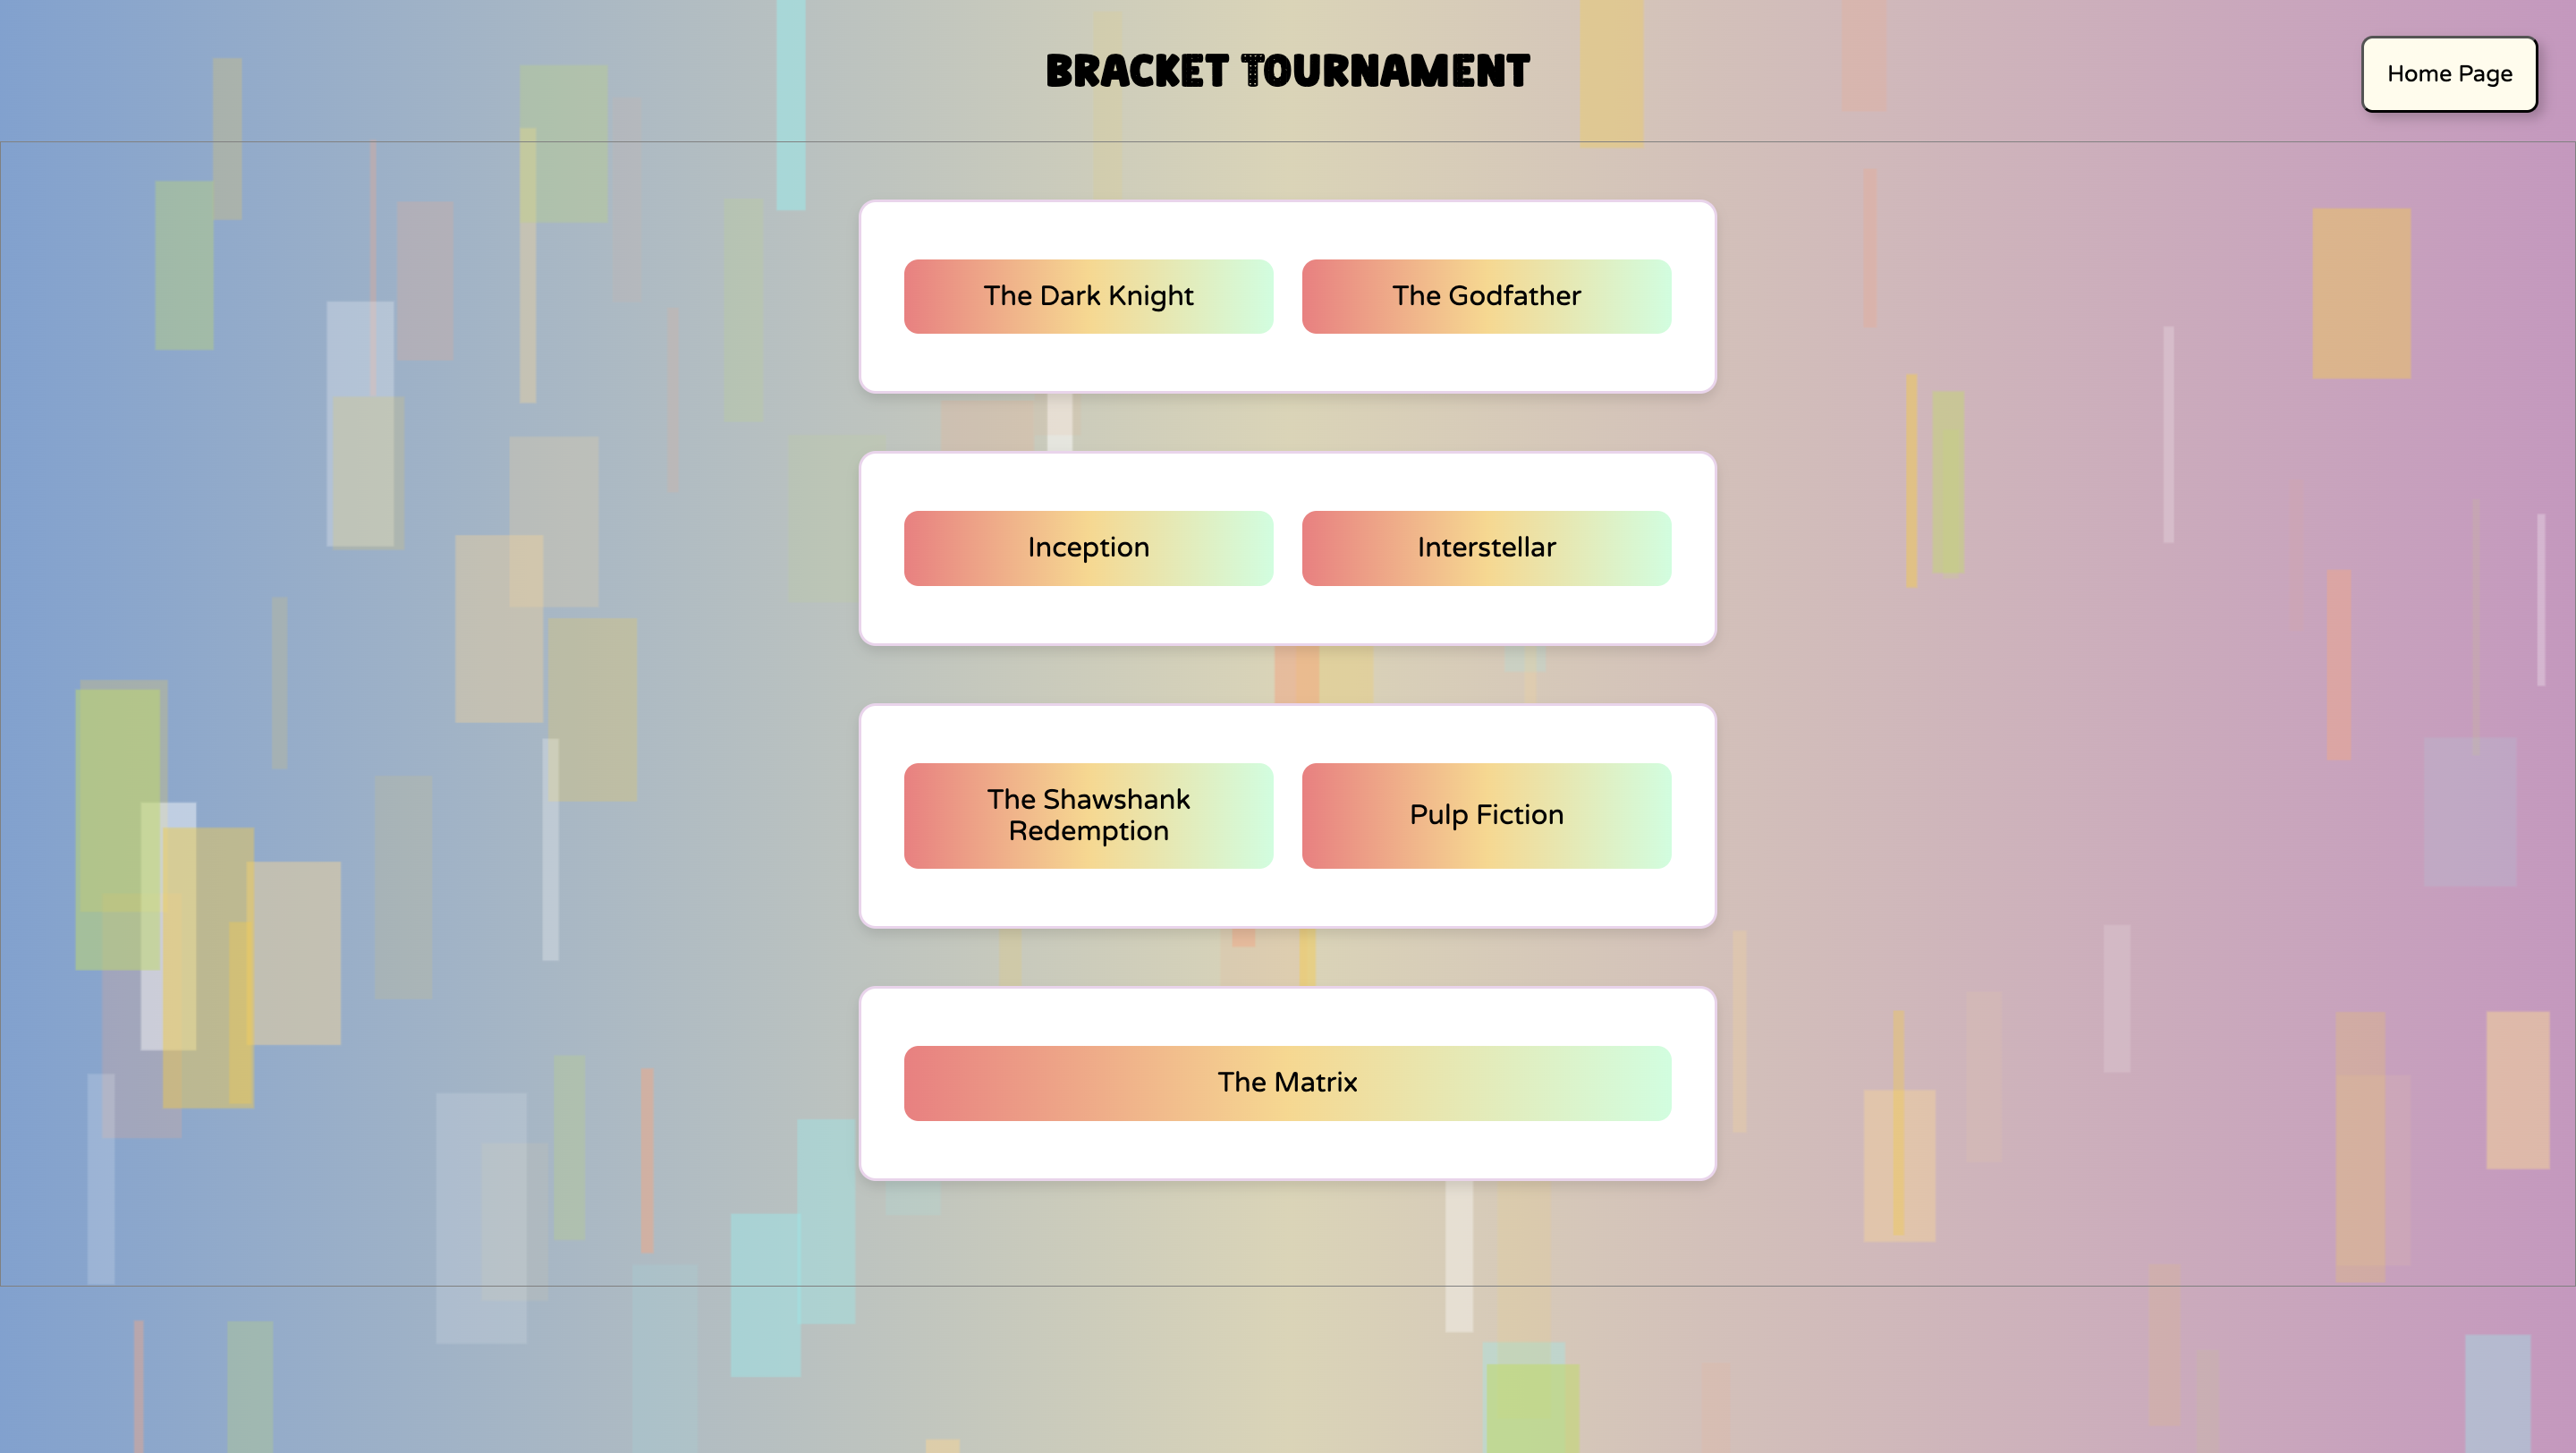 BRACKET TOURNAMENT
Home Page
The Dark Knight
The Godfather
Inception
Interstellar
The Shawshank
Redemption
Pulp Fiction
The Matrix